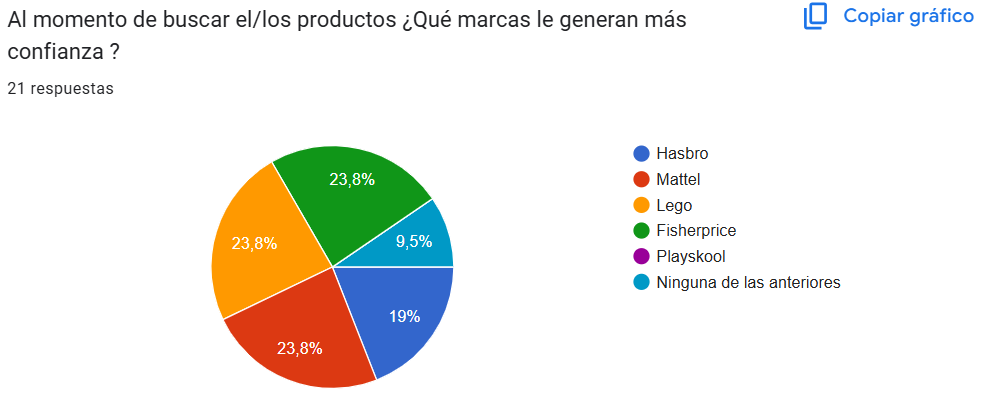 Al momento de buscar el/los productos ¿Qué marcas le generan más
confianza ?
Copiar gráfico
21 respuestas
23,8%
9,5%
23,8%
19%
23,8%
Hasbro
Mattel
Lego
Fisherprice
Playskool
Ninguna de las anteriores